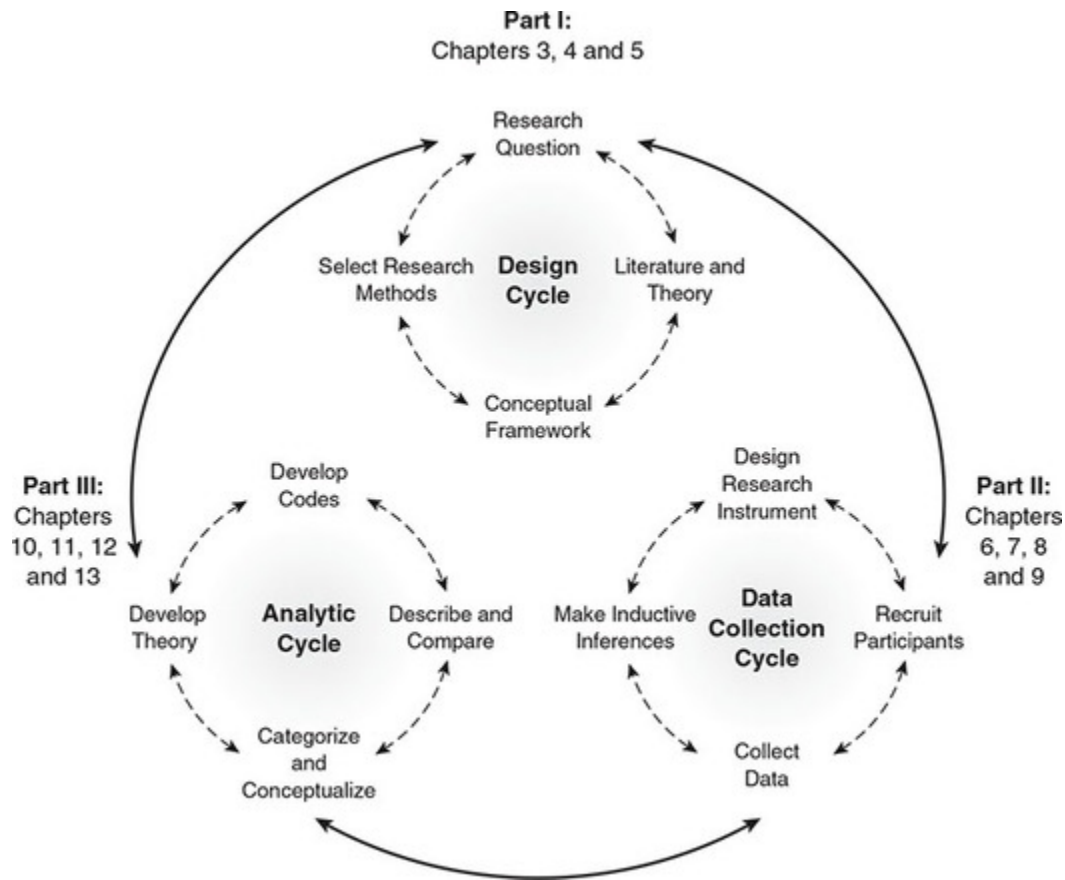 Part I:
Chapters 3, 4 and 5
Research
Question
Select Research
Methods
Design
Cycle
Literature and
Theory
Conceptual
Framework
Part III:
Chapters
10, 11, 12
and 13
Develop
Codes
Develop
Theory
Analytic
Cycle
Describe and
Compare
Categorize
and
Conceptualize
Design
Research
Instrument
Make Inductive
Inferences
Data
Collection
Cycle
Recruit
Participants
Collect
Data
Part II:
Chapters
6, 7, 8
and 9